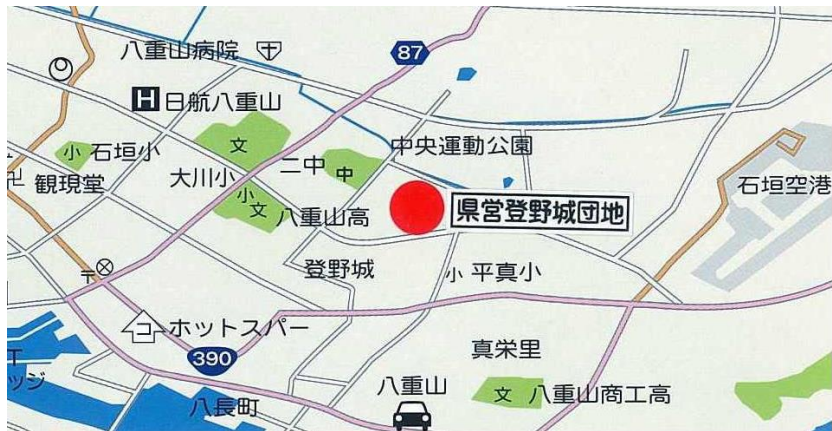 八重山病院
87
H 日航八重山
中央運動公園
小 石垣小
文
二中 中
石垣空港
観現堂
大川小
小
文
八重山高
県営登野城団地
登野城
小 平真小
〒
コ ホットスパー
390
真栄里
ッジ
八長町
八重山
文 八重山商工高